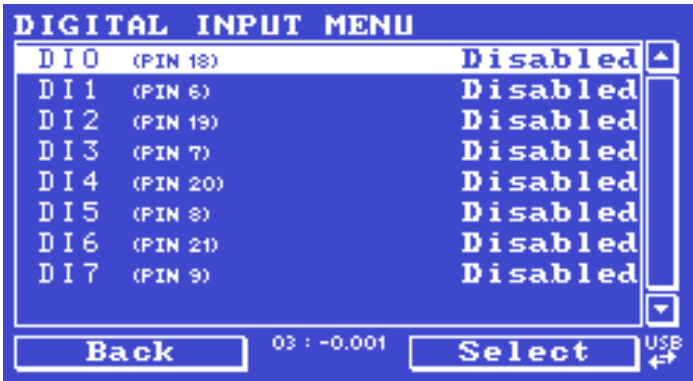 DIGITAL INPUT MENU
DI0 (PIN 18) Disabled
DI1 (PIN 6) Disabled
DI2 (PIN 19) Disabled
DI3 (PIN 7) Disabled
DI4 (PIN 20) Disabled
DI5 (PIN 8) Disabled
DI6 (PIN 21) Disabled
DI7 (PIN 9) Disabled
Back 03 : -0.001 Select USB